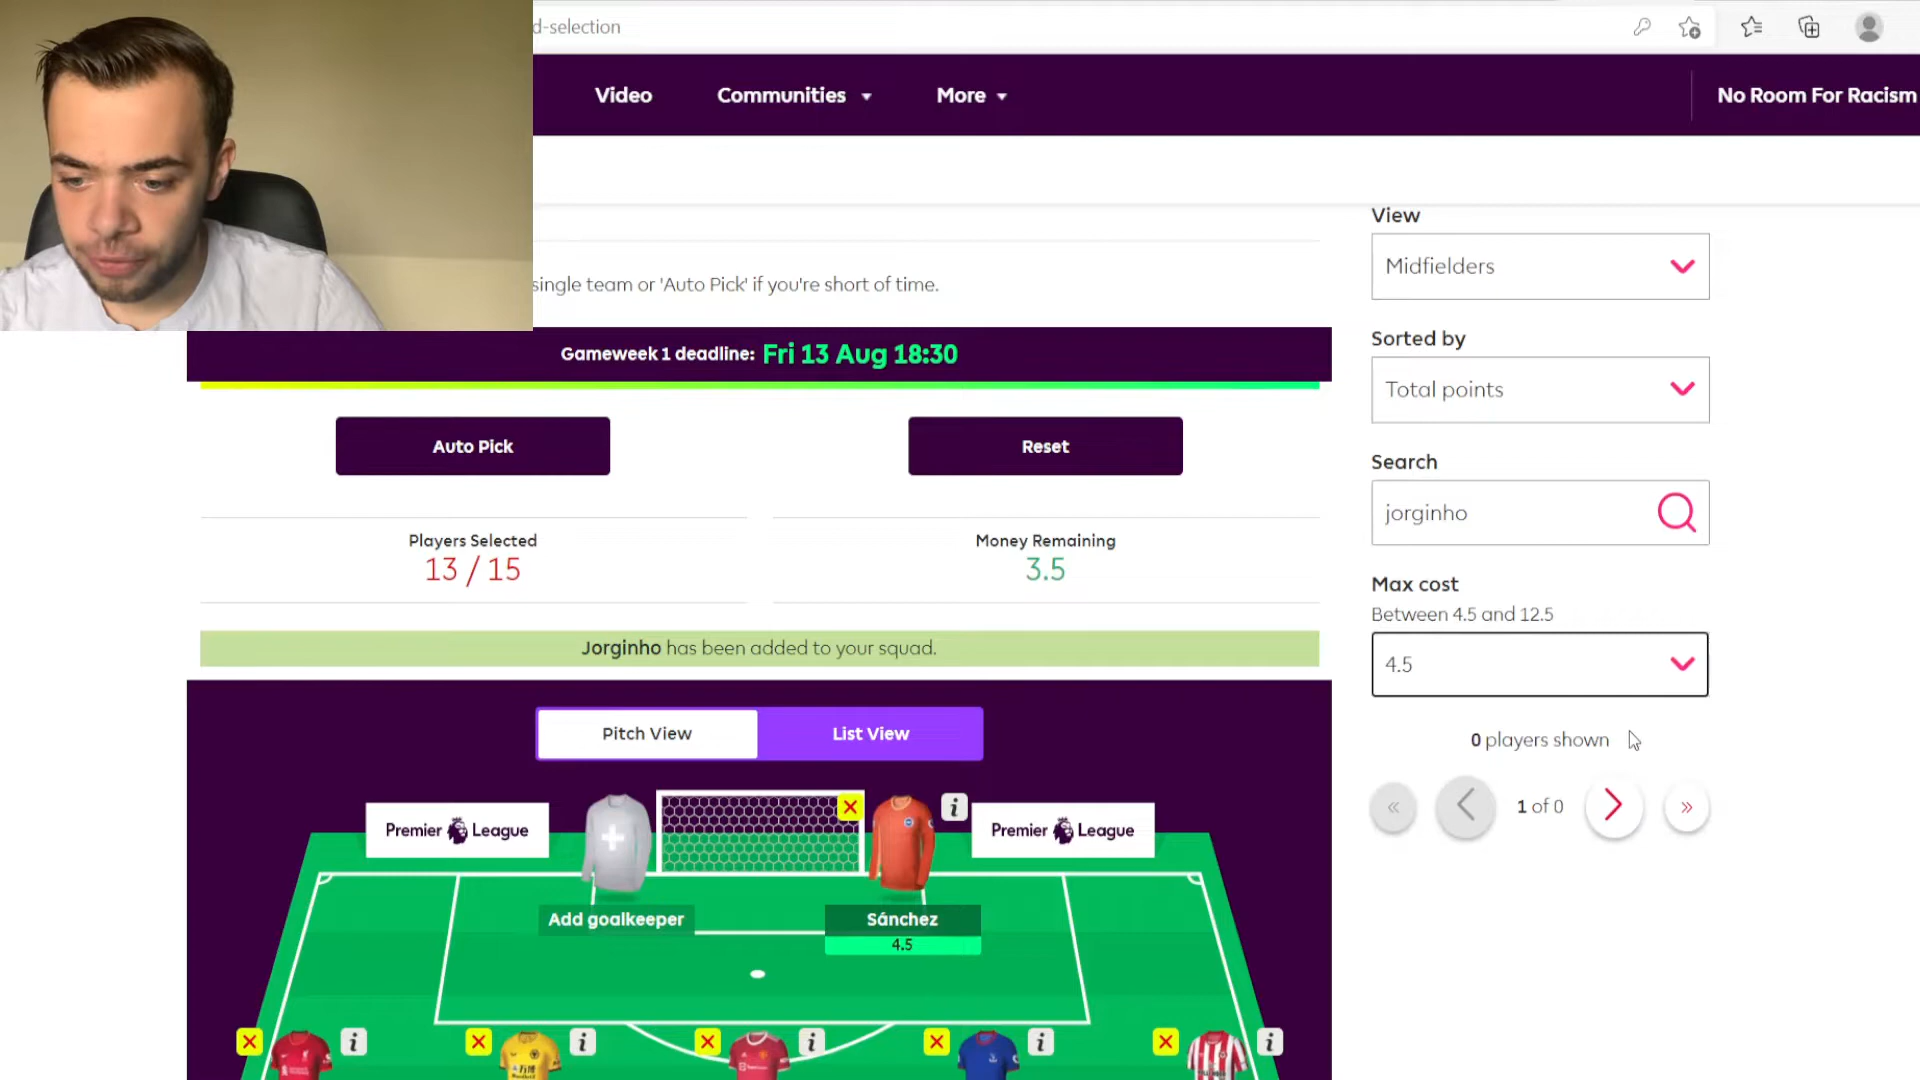 d-selection
Video
Communities
More
No Room For Racism
single team or 'Auto Pick' if you're short of time.
Gameweek 1 deadline: Fri 13 Aug 18:30
Auto Pick
Reset
Players Selected
13 / 15
Money Remaining
3.5
Jorginho has been added to your squad.
Pitch View
List View
Premier League
Premier League
Add goalkeeper
Sánchez
4.5
View
Midfielders
Sorted by
Total points
Search
jorginho
Max cost
Between 4.5 and 12.5
4.5
0 players shown
1 of 0